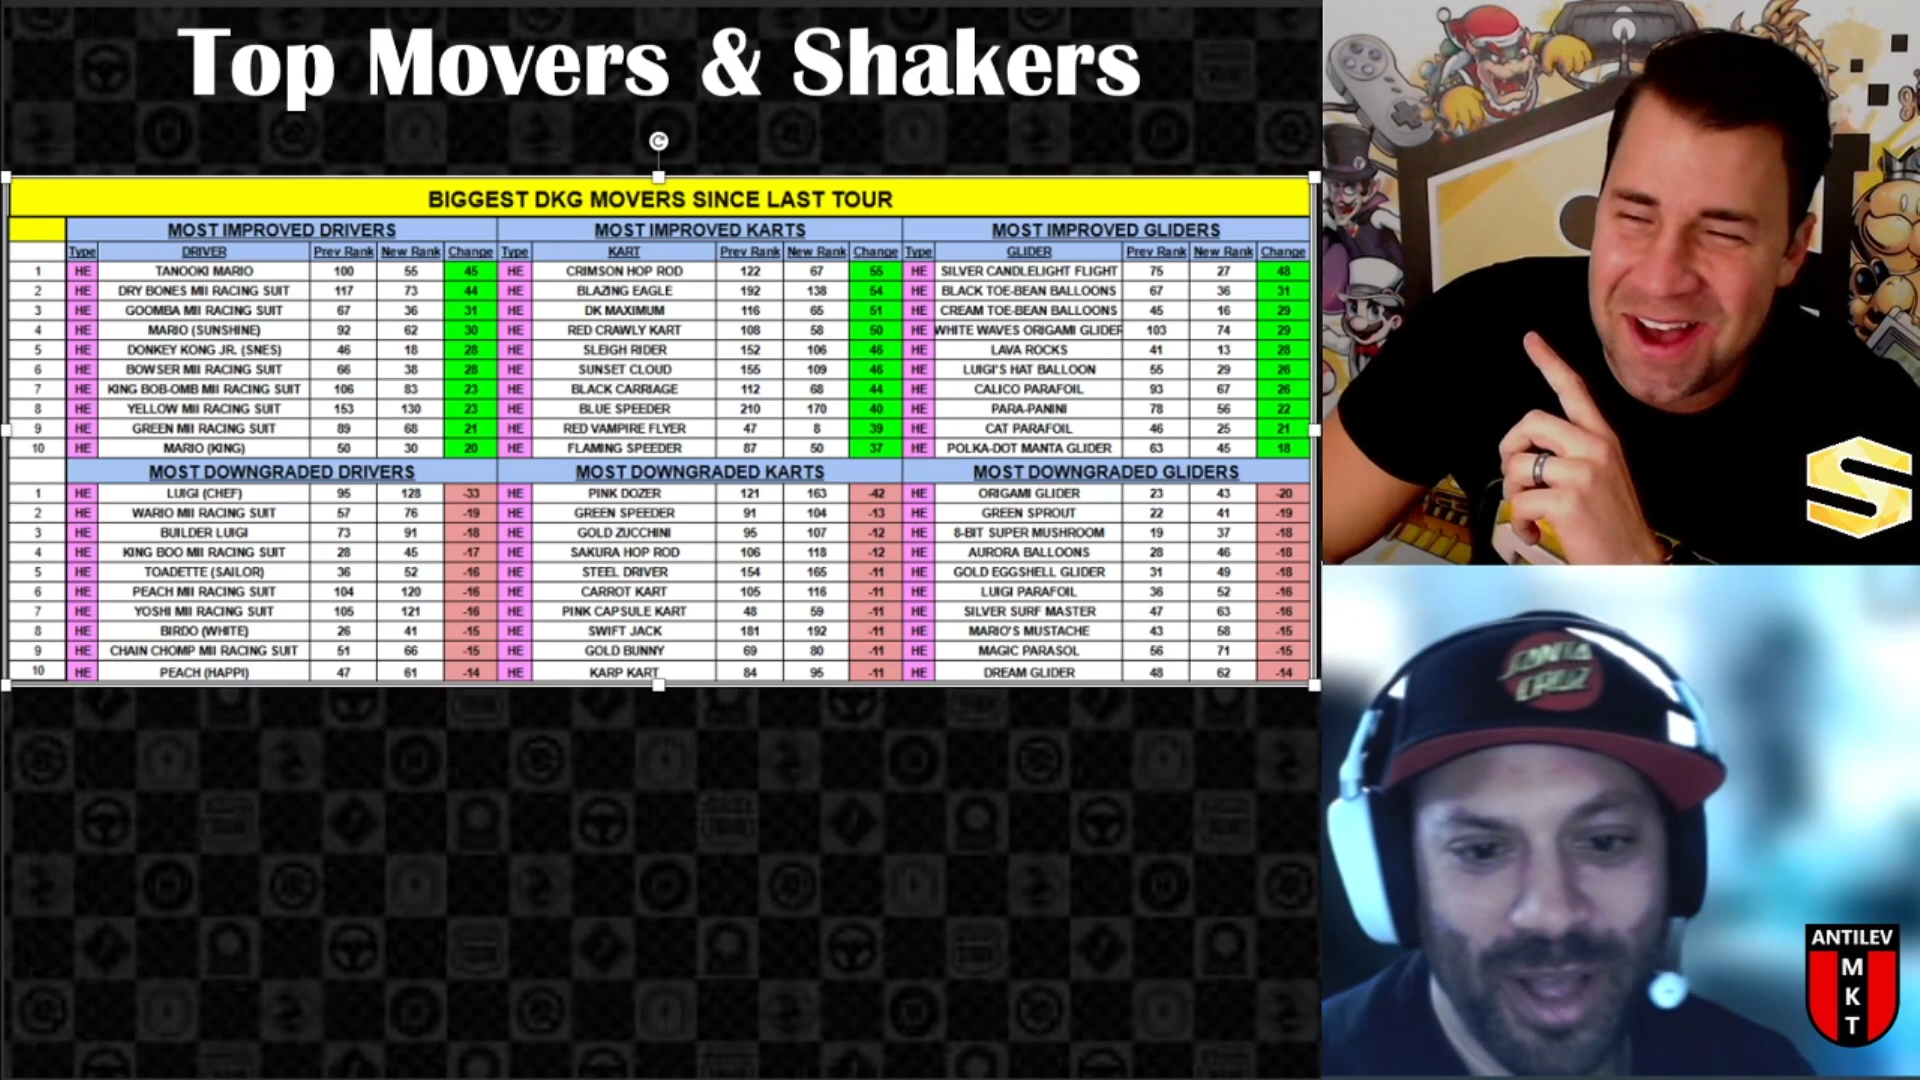 Top Movers & Shakers
BIGGEST DKG MOVERS SINCE LAST TOUR
MOST IMPROVED DRIVERS MOST IMPROVED KARTS MOST IMPROVED GLIDERS
Type DRIVER Prev Rank New Rank Change Type KART Prev Rank New Rank Change Type GLIDER Prev Rank New Rank Change
1 HE TANOOKI MARIO 100 55 45 HE CRIMSON HOP ROD 122 67 55 HE SILVER CANDLELIGHT FLIGHT 75 27 48
2 HE DRY BONES MII RACING SUIT 117 73 44 HE BLAZING EAGLE 192 138 54 HE BLACK TOE-BEAN BALLOONS 67 36 31
3 HE GOOMBA MII RACING SUIT 67 36 31 HE DK MAXIMUM 116 65 51 HE CREAM TOE-BEAN BALLOONS 45 16 29
4 HE MARIO (SUNSHINE) 92 62 30 HE RED CRAWLY KART 108 58 50 HE WHITE WAVES ORIGAMI GLIDER 103 74 29
5 HE DONKEY KONG JR. (SNES) 46 18 28 HE SLEIGH RIDER 152 106 46 HE LAVA ROCKS 41 13 28
6 HE BOWSER MII RACING SUIT 66 38 28 HE SUNSET CLOUD 155 109 46 HE LUIGI'S HAT BALLOON 55 29 26
7 HE KING BOB-OMB MII RACING SUIT 106 83 23 HE BLACK CARRIAGE 112 68 44 HE CALICO PARAFOIL 93 67 26
8 HE YELLOW MII RACING SUIT 153 130 23 HE BLUE SPEEDER 210 170 40 HE PARA-PANINI 78 56 22
9 HE GREEN MII RACING SUIT 89 68 21 HE RED VAMPIRE FLYER 47 8 39 HE CAT PARAFOIL 46 25 21
10 HE MARIO (KING) 50 30 20 HE FLAMING SPEEDER 87 50 37 HE POLKA-DOT MANTA GLIDER 63 45 18
MOST DOWNGRADED DRIVERS MOST DOWNGRADED KARTS MOST DOWNGRADED GLIDERS
1 HE LUIGI (CHEF) 95 128 -33 HE PINK DOZER 121 163 -42 HE ORIGAMI GLIDER 23 43 -20
2 HE WARIO MII RACING SUIT 57 76 -19 HE GREEN SPEEDER 91 104 -13 HE GREEN SPROUT 22 41 -19
3 HE BUILDER LUIGI 73 91 -18 HE GOLD ZUCCHINI 95 107 -12 HE 8-BIT SUPER MUSHROOM 19 37 -18
4 HE KING BOO MII RACING SUIT 28 45 -17 HE SAKURA HOP ROD 106 118 -12 HE AURORA BALLOONS 28 46 -18
5 HE TOADETTE (SAILOR) 36 52 -16 HE STEEL DRIVER 154 165 -11 HE GOLD EGGSHELL GLIDER 31 49 -18
6 HE PEACH MII RACING SUIT 104 120 -16 HE CARROT KART 105 116 -11 HE LUIGI PARAFOIL 36 52 -16
7 HE YOSHI MII RACING SUIT 105 121 -16 HE PINK CAPSULE KART 48 59 -11 HE SILVER SURF MASTER 47 63 -16
8 HE BIRDO (WHITE) 26 41 -15 HE SWIFT JACK 181 192 -11 HE MARIO'S MUSTACHE 43 58 -15
9 HE CHAIN CHOMP MII RACING SUIT 51 66 -15 HE GOLD BUNNY 69 80 -11 HE MAGIC PARASOL 56 71 -15
10 HE PEACH (HAPPI) 47 61 -14 HE KARP KART 84 95 -11 HE DREAM GLIDER 48 62 -14
S
SANTA
CRUZ
ANTILEV
M
K
T